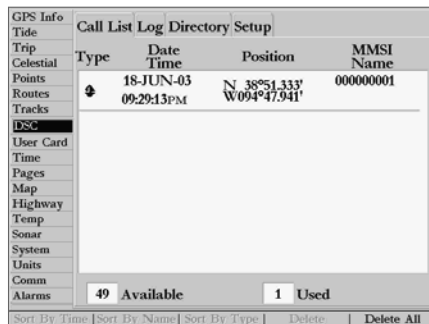 GPS Info
Tide
Trip
Celestial
Points
Routes
Tracks
DSC
User Card
Time
Pages
Map
Highway
Temp
Sonar
System
Units
Comm
Alarms
Call List Log Directory Setup
Type Date Time Position MMSI Name
18-JUN-03 N 38°51.333' 000000001
09:29:13PM W094°47.941'
49 Available 1 Used
Sort By Time | Sort By Name | Sort By Type | Delete | Delete All